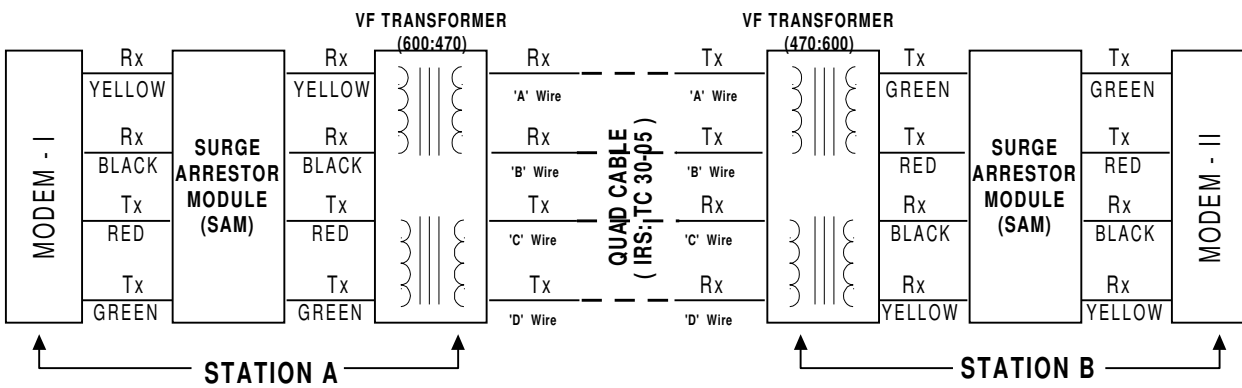 VF TRANSFORMER
(600:470)
VF TRANSFORMER
(470:600)
MODEM - I
Rx
YELLOW
Rx
BLACK
Tx
RED
Tx
GREEN
SURGE
ARRESTOR
MODULE
(SAM)
Rx
YELLOW
Rx
BLACK
Tx
RED
Tx
GREEN
Rx
'A' Wire
Rx
'B' Wire
Tx
'C' Wire
Tx
'D' Wire
QUAD CABLE
( IRS: TC 30-05 )
Tx
'A' Wire
Tx
'B' Wire
Rx
'C' Wire
Rx
'D' Wire
Tx
GREEN
Tx
RED
Rx
BLACK
Rx
YELLOW
SURGE
ARRESTOR
MODULE
(SAM)
Tx
GREEN
Tx
RED
Rx
BLACK
Rx
YELLOW
MODEM - II
STATION A
STATION B